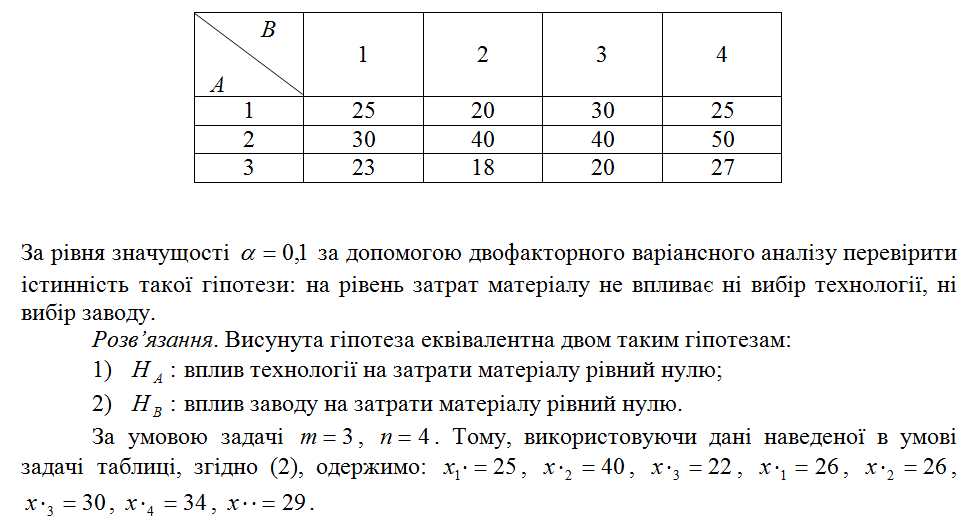 B
A
1 2 3 4
1 25 20 30 25
2 30 40 40 50
3 23 18 20 27
За рівня значущості α = 0,1 за допомогою двофакторного варіансного аналізу перевірити
істинність такої гіпотези: на рівень затрат матеріалу не впливає ні вибір технології, ні
вибір заводу.
Розв’язання. Висунута гіпотеза еквівалентна двом таким гіпотезам:
1) H_A : вплив технології на затрати матеріалу рівний нулю;
2) H_B : вплив заводу на затрати матеріалу рівний нулю.
За умовою задачі m = 3, n = 4. Тому, використовуючи дані наведеної в умові
задачі таблиці, згідно (2), одержимо: x₁· = 25, x·₂ = 40, x·₃ = 22, x·₁ = 26, x·₂ = 26,
x·₃ = 30, x·₄ = 34, x·· = 29.